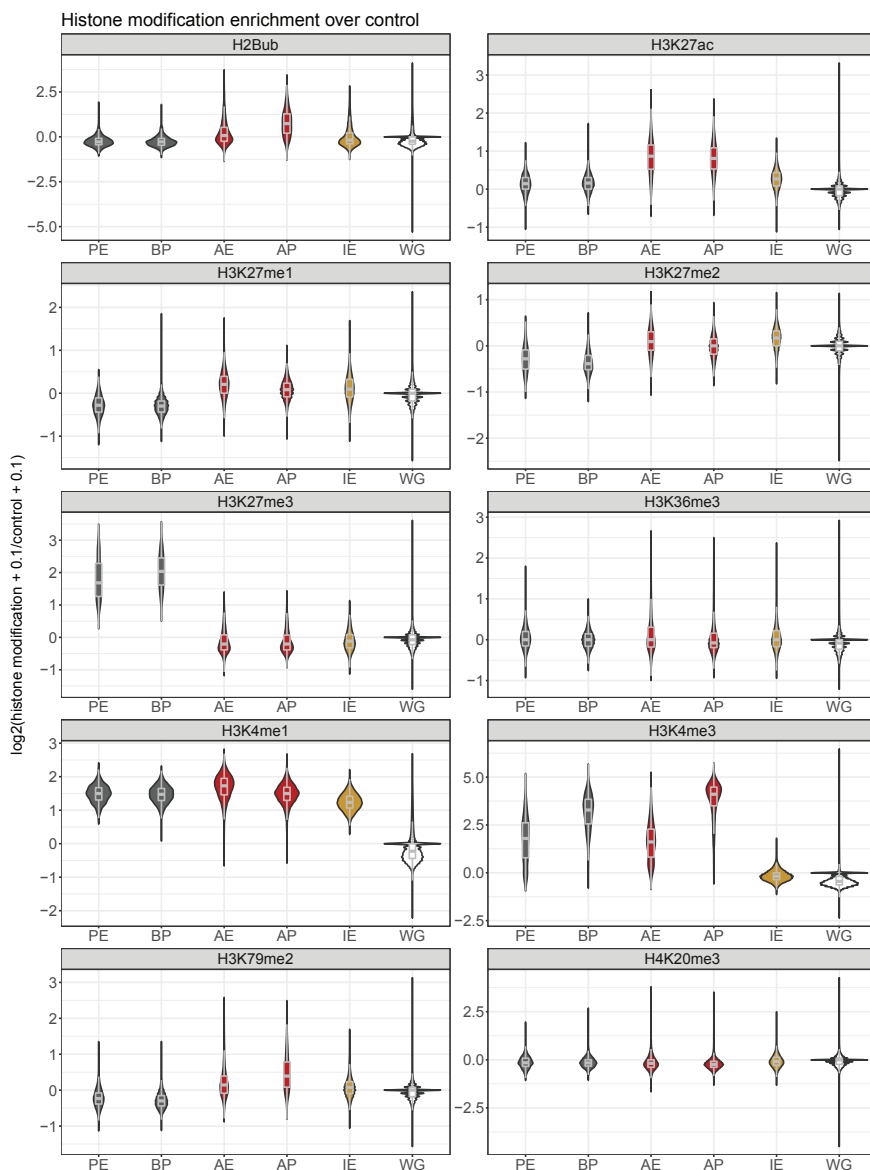 Histone modification enrichment over control
log2(histone modification + 0.1/control + 0.1)
H2Bub
2.5
0.0
−2.5
−5.0
PE BP AE AP IE WG
H3K27ac
3
2
1
0
−1
PE BP AE AP IE WG
H3K27me1
2
1
0
−1
PE BP AE AP IE WG
H3K27me2
1
0
−1
−2
PE BP AE AP IE WG
H3K27me3
3
2
1
0
−1
PE BP AE AP IE WG
H3K36me3
3
2
1
0
−1
PE BP AE AP IE WG
H3K4me1
3
2
1
0
−1
−2
PE BP AE AP IE WG
H3K4me3
5.0
2.5
0.0
−2.5
PE BP AE AP IE WG
H3K79me2
3
2
1
0
−1
PE BP AE AP IE WG
H4K20me3
2.5
0.0
−2.5
PE BP AE AP IE WG